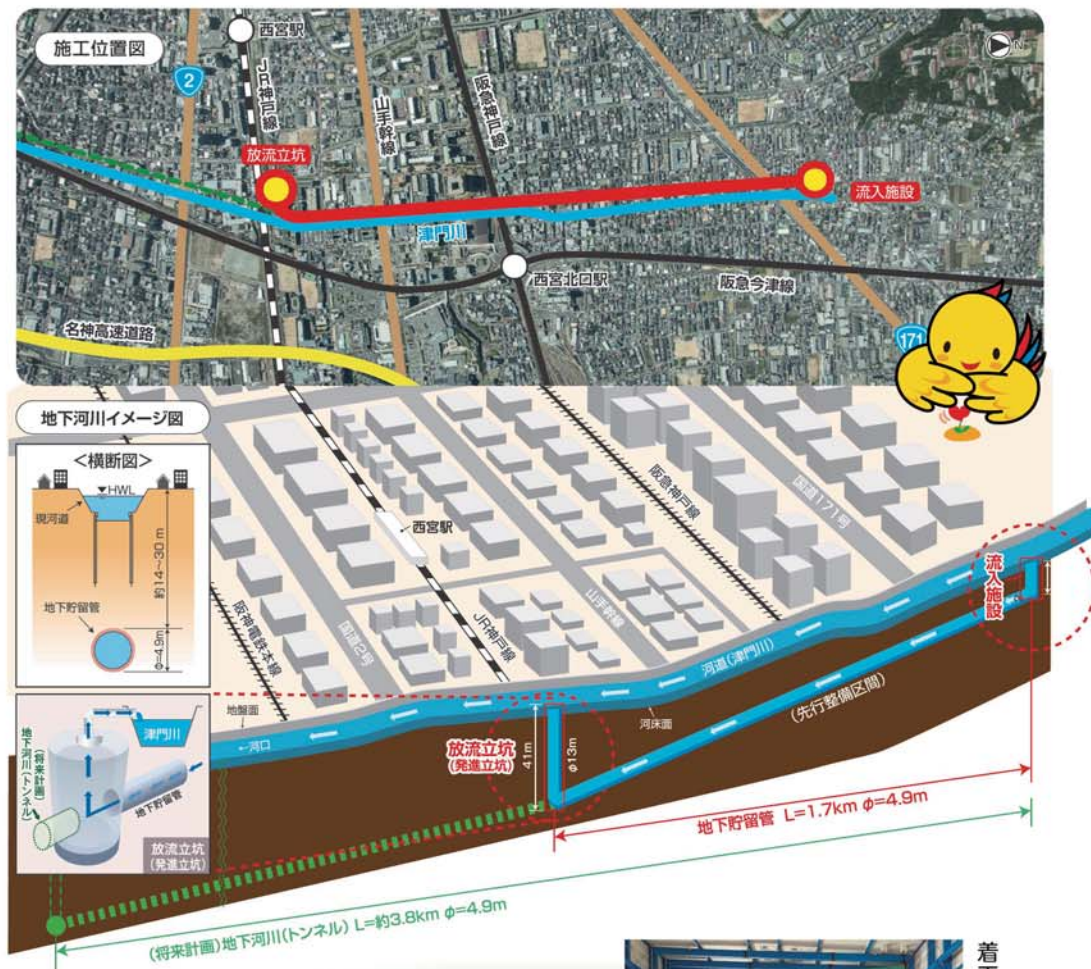 施工位置図
西宮駅
2
JR神戸線
山手幹線
阪急神戸線
N
放流立坑
流入施設
津門川
西宮北口駅
阪急今津線
名神高速道路
171
地下河川イメージ図
<横断図>
HWL
現河道
約14～30m
地下貯留管
φ=4.9m
西宮駅
阪急神戸線
国道171号
流入施設
阪神電鉄本線
国道2号
JR神戸線
山手幹線
河道(津門川)
(先行整備区間)
地盤面
河床面
←河口
放流立坑
(発進立坑)
41m
φ13m
津門川
(将来計画)
地下河川(トンネル)
地下貯留管
放流立坑
(発進立坑)
地下貯留管 L=1.7km φ=4.9m
(将来計画)地下河川(トンネル) L=約3.8km φ=4.9m
着